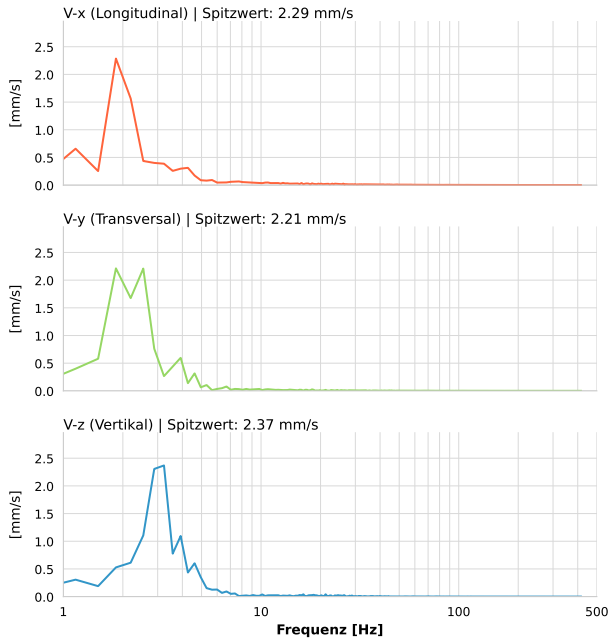 V-x (Longitudinal) | Spitzwert: 2.29 mm/s
[mm/s]
2.5
2.0
1.5
1.0
0.5
0.0
V-y (Transversal) | Spitzwert: 2.21 mm/s
[mm/s]
2.5
2.0
1.5
1.0
0.5
0.0
V-z (Vertikal) | Spitzwert: 2.37 mm/s
[mm/s]
2.5
2.0
1.5
1.0
0.5
0.0
1 10 100 500
Frequenz [Hz]